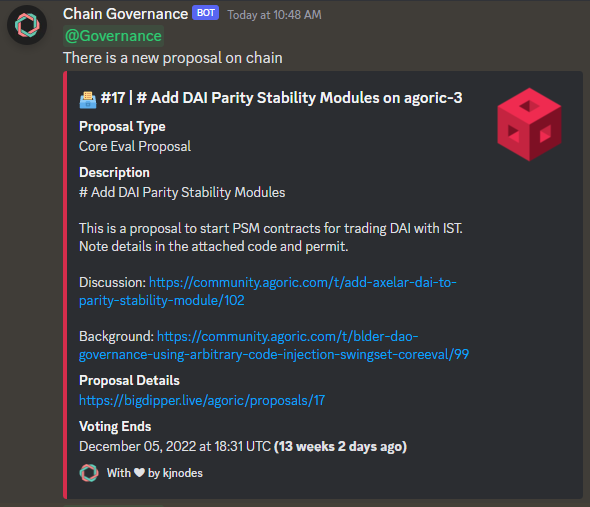 Chain Governance BOT Today at 10:48 AM
@Governance
There is a new proposal on chain
#17 | # Add DAI Parity Stability Modules on agoric-3
Proposal Type
Core Eval Proposal
Description
# Add DAI Parity Stability Modules
This is a proposal to start PSM contracts for trading DAI with IST.
Note details in the attached code and permit.
Discussion: https://community.agoric.com/t/add-axelar-dai-to-
parity-stability-module/102
Background: https://community.agoric.com/t/blder-dao-
governance-using-arbitrary-code-injection-swingset-coreeval/99
Proposal Details
https://bigdipper.live/agoric/proposals/17
Voting Ends
December 05, 2022 at 18:31 UTC (13 weeks 2 days ago)
With ❤ by kjnodes